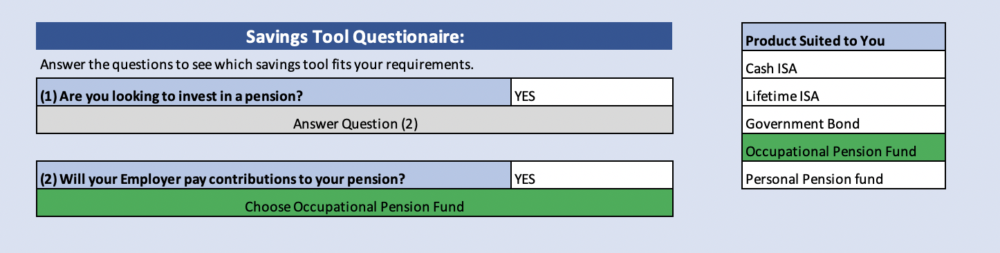 Savings Tool Questionaire:
Answer the questions to see which savings tool fits your requirements.
(1) Are you looking to invest in a pension? YES
Answer Question (2)
(2) Will your Employer pay contributions to your pension? YES
Choose Occupational Pension Fund
Product Suited to You
Cash ISA
Lifetime ISA
Government Bond
Occupational Pension Fund
Personal Pension fund